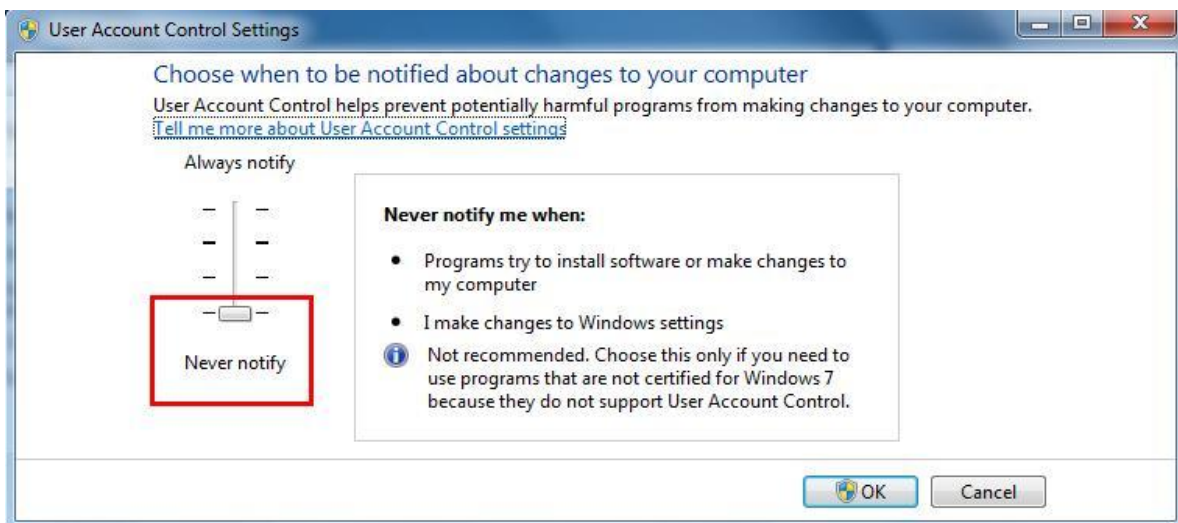 User Account Control Settings
Choose when to be notified about changes to your computer
User Account Control helps prevent potentially harmful programs from making changes to your computer.
Tell me more about User Account Control settings
Always notify
Never notify me when:
Programs try to install software or make changes to
my computer
I make changes to Windows settings
Not recommended. Choose this only if you need to
use programs that are not certified for Windows 7
because they do not support User Account Control.
Never notify
OK
Cancel